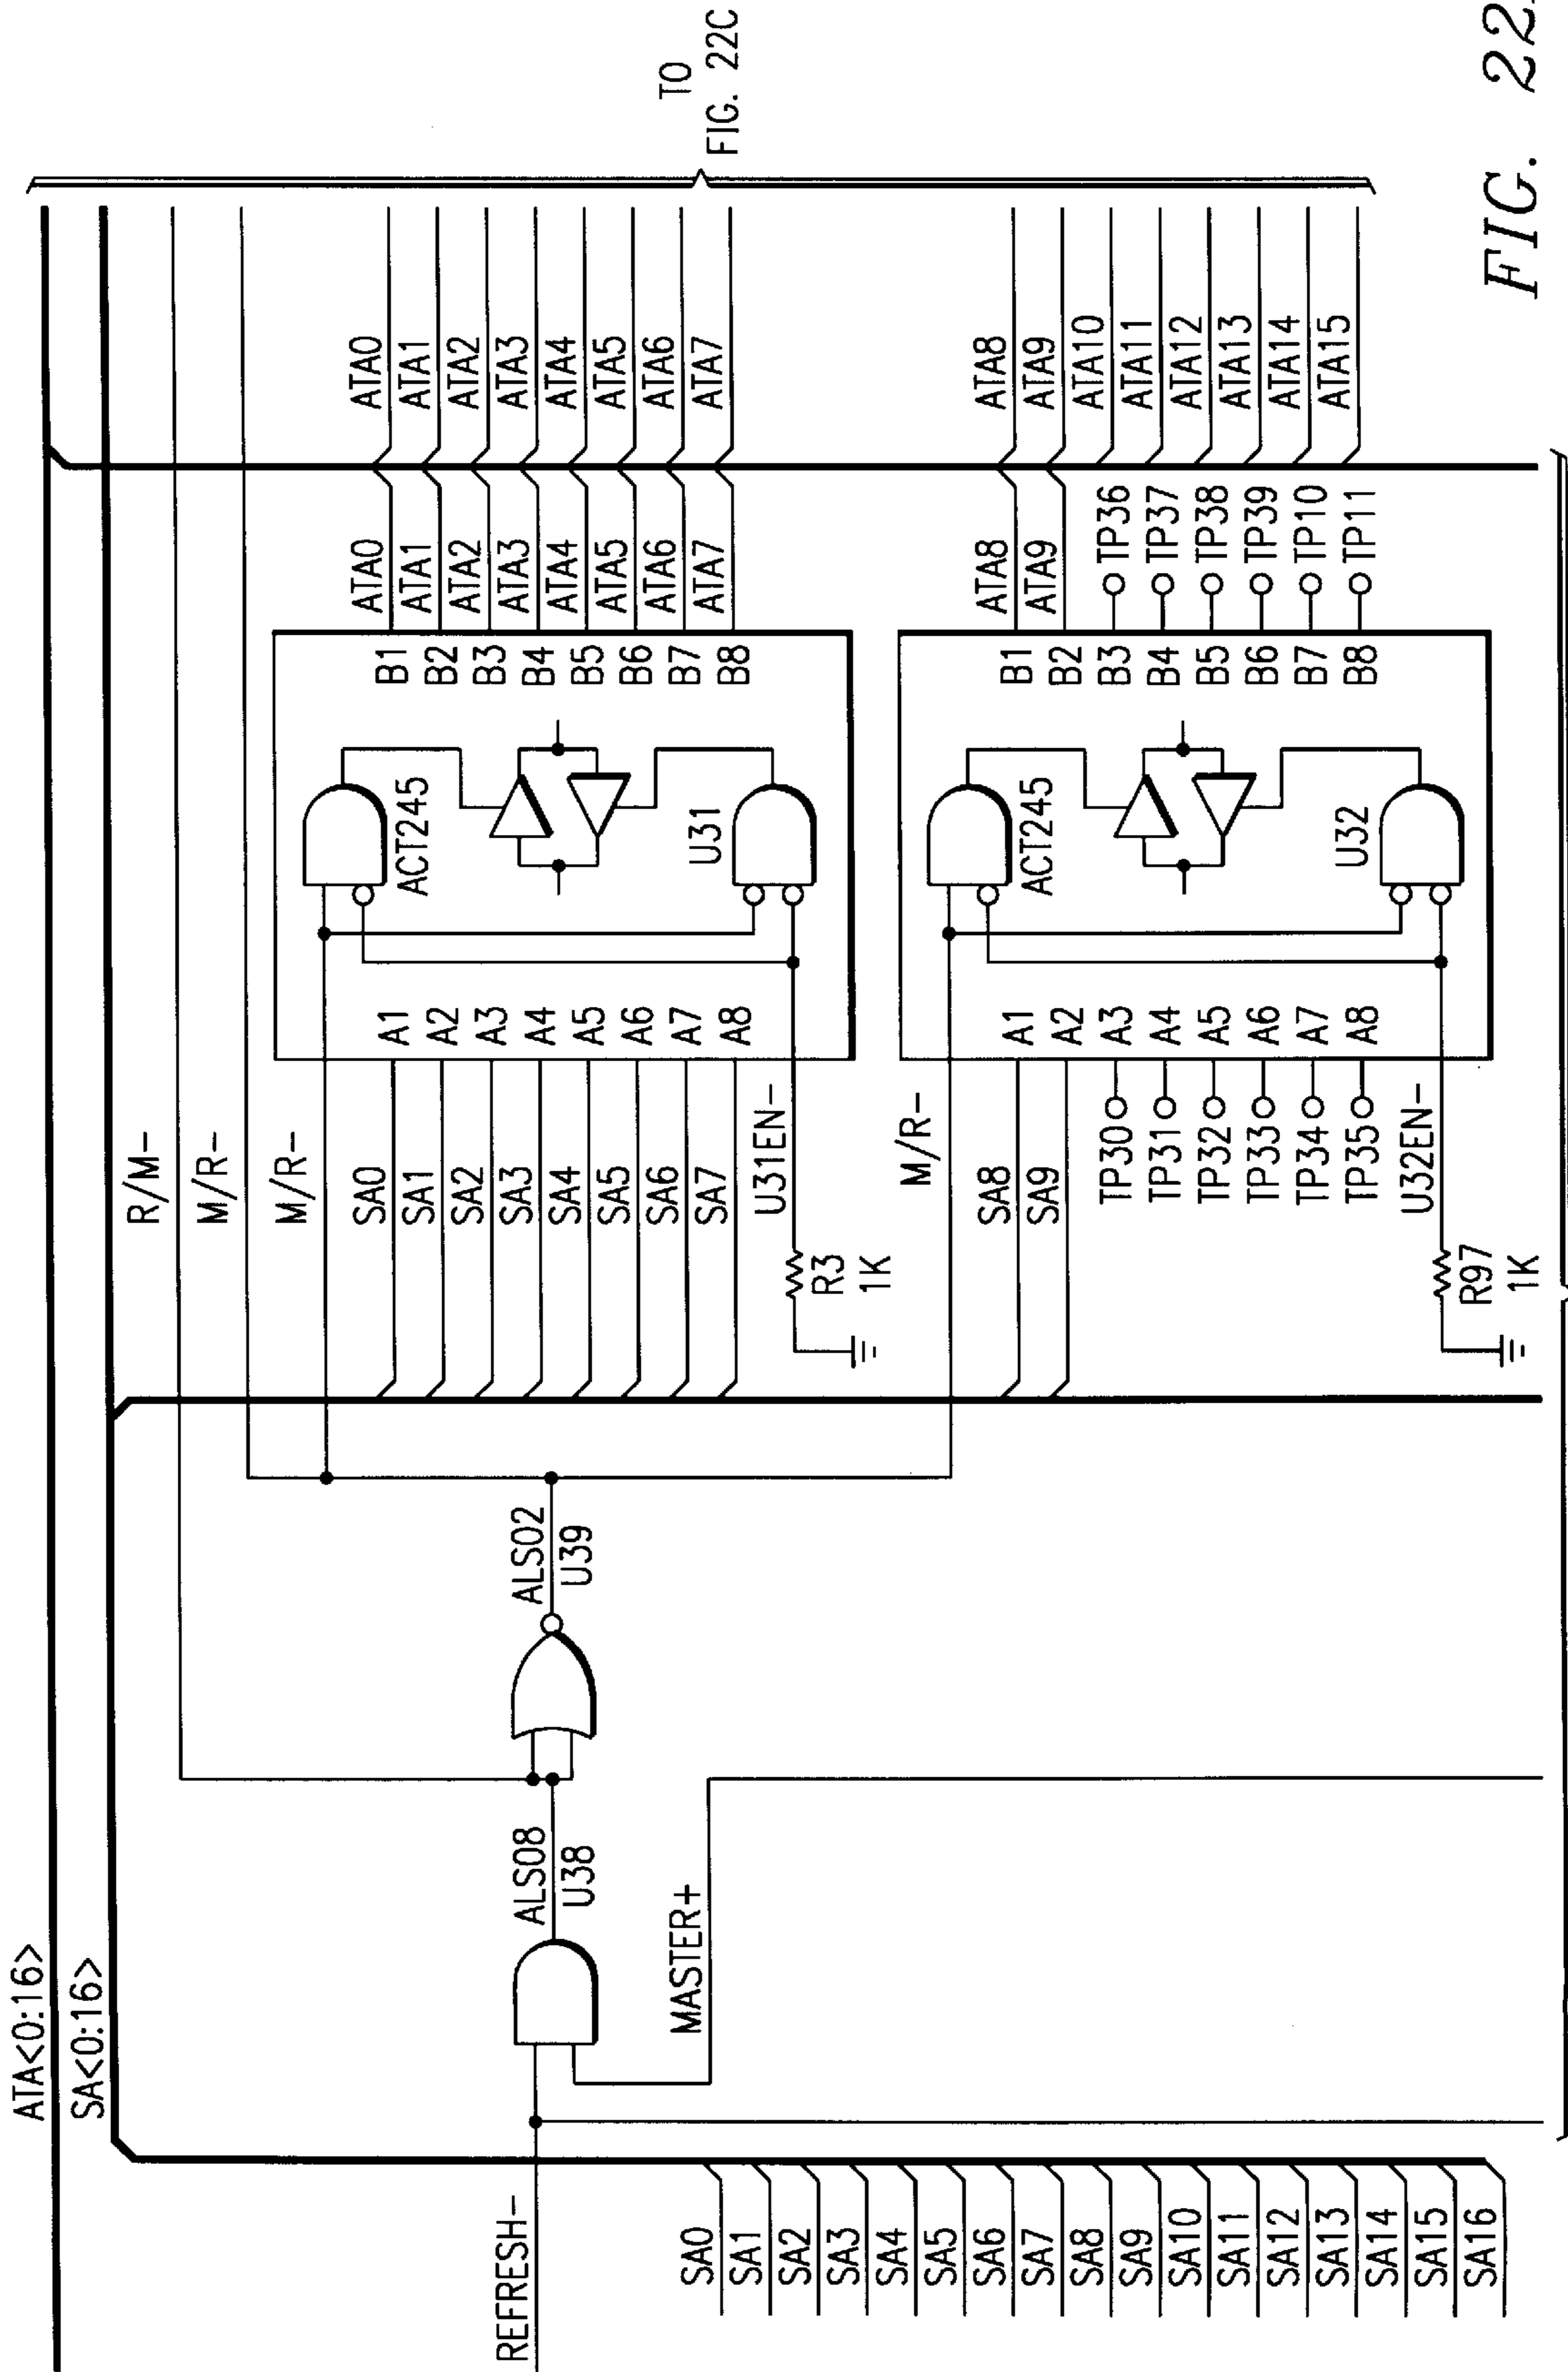 ATA<0:16>
SA<0:16>
REFRESH-
SA0
SA1
SA2
SA3
SA4
SA5
SA6
SA7
SA8
SA9
SA10
SA11
SA12
SA13
SA14
SA15
SA16
ALS08
U38
MASTER+
ALS02
U39
R/M-
M/R-
M/R-
SA0
SA1
SA2
SA3
SA4
SA5
SA6
SA7
U31EN-
R3
1K
A1
A2
A3
A4
A5
A6
A7
A8
ACT245
U31
B1
B2
B3
B4
B5
B6
B7
B8
ATA0
ATA1
ATA2
ATA3
ATA4
ATA5
ATA6
ATA7
ATA0
ATA1
ATA2
ATA3
ATA4
ATA5
ATA6
ATA7
M/R-
SA8
SA9
TP30
TP31
TP32
TP33
TP34
TP35
U32EN-
R97
1K
A1
A2
A3
A4
A5
A6
A7
A8
ACT245
U32
B1
B2
B3
B4
B5
B6
B7
B8
ATA8
ATA9
TP36
TP37
TP38
TP39
TP10
TP11
ATA8
ATA9
ATA10
ATA11
ATA12
ATA13
ATA14
ATA15
TO
FIG. 22C
FIG. 22